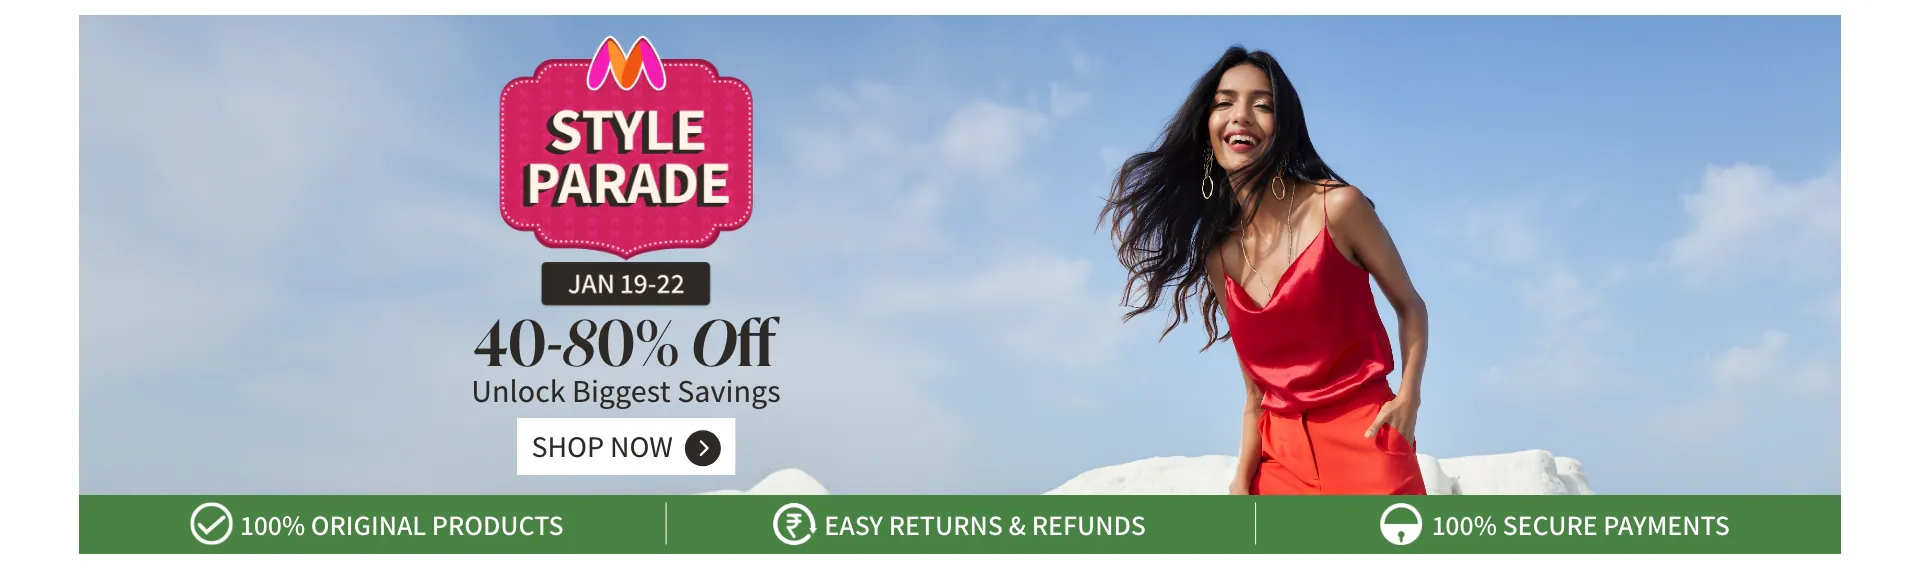 STYLE
PARADE
JAN 19-22
40-80% Off
Unlock Biggest Savings
SHOP NOW
100% ORIGINAL PRODUCTS
EASY RETURNS & REFUNDS
100% SECURE PAYMENTS